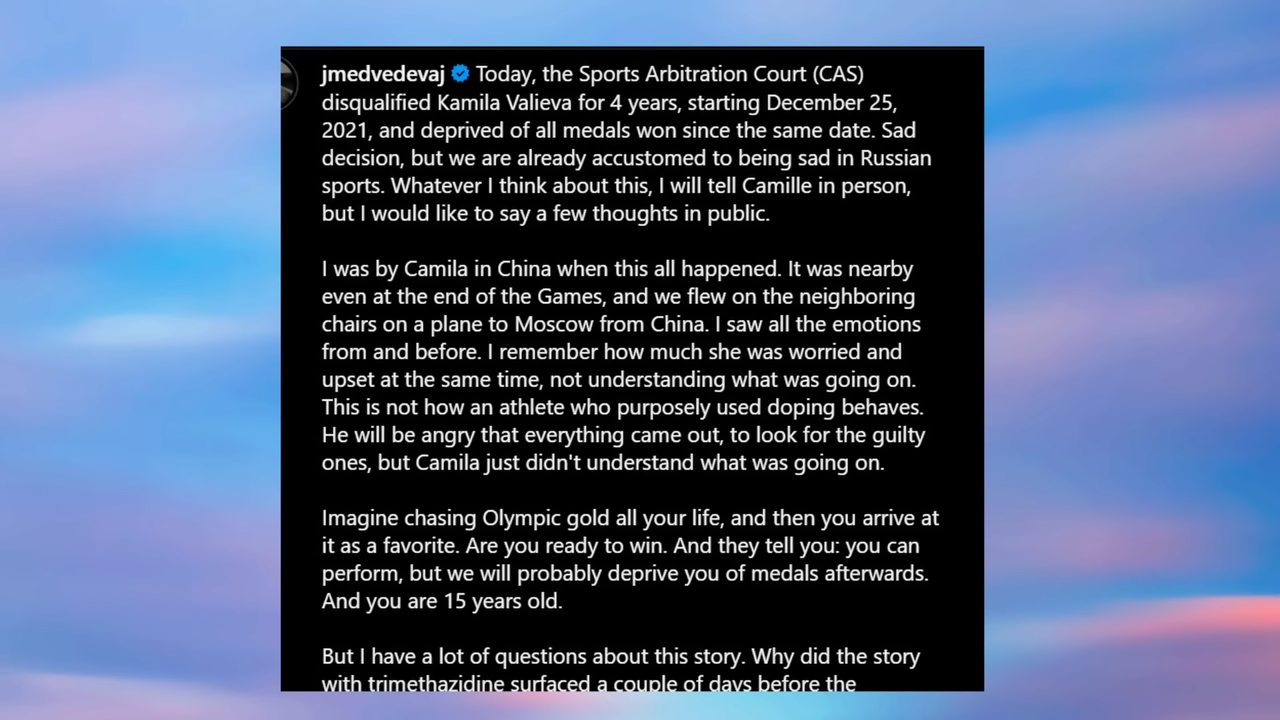 jmedvedevaj Today, the Sports Arbitration Court (CAS)
disqualified Kamila Valieva for 4 years, starting December 25,
2021, and deprived of all medals won since the same date. Sad
decision, but we are already accustomed to being sad in Russian
sports. Whatever I think about this, I will tell Camille in person,
but I would like to say a few thoughts in public.
I was by Camila in China when this all happened. It was nearby
even at the end of the Games, and we flew on the neighboring
chairs on a plane to Moscow from China. I saw all the emotions
from and before. I remember how much she was worried and
upset at the same time, not understanding what was going on.
This is not how an athlete who purposely used doping behaves.
He will be angry that everything came out, to look for the guilty
ones, but Camila just didn't understand what was going on.
Imagine chasing Olympic gold all your life, and then you arrive at
it as a favorite. Are you ready to win. And they tell you: you can
perform, but we will probably deprive you of medals afterwards.
And you are 15 years old.
But I have a lot of questions about this story. Why did the story
with trimethazidine surfaced a couple of days before the